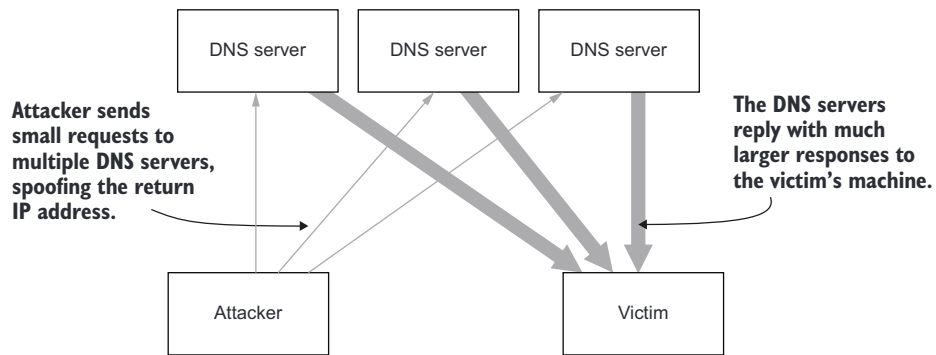 DNS server
DNS server
DNS server
Attacker sends
small requests to
multiple DNS servers,
spoofing the return
IP address.
The DNS servers
reply with much
larger responses to
the victim’s machine.
Attacker
Victim